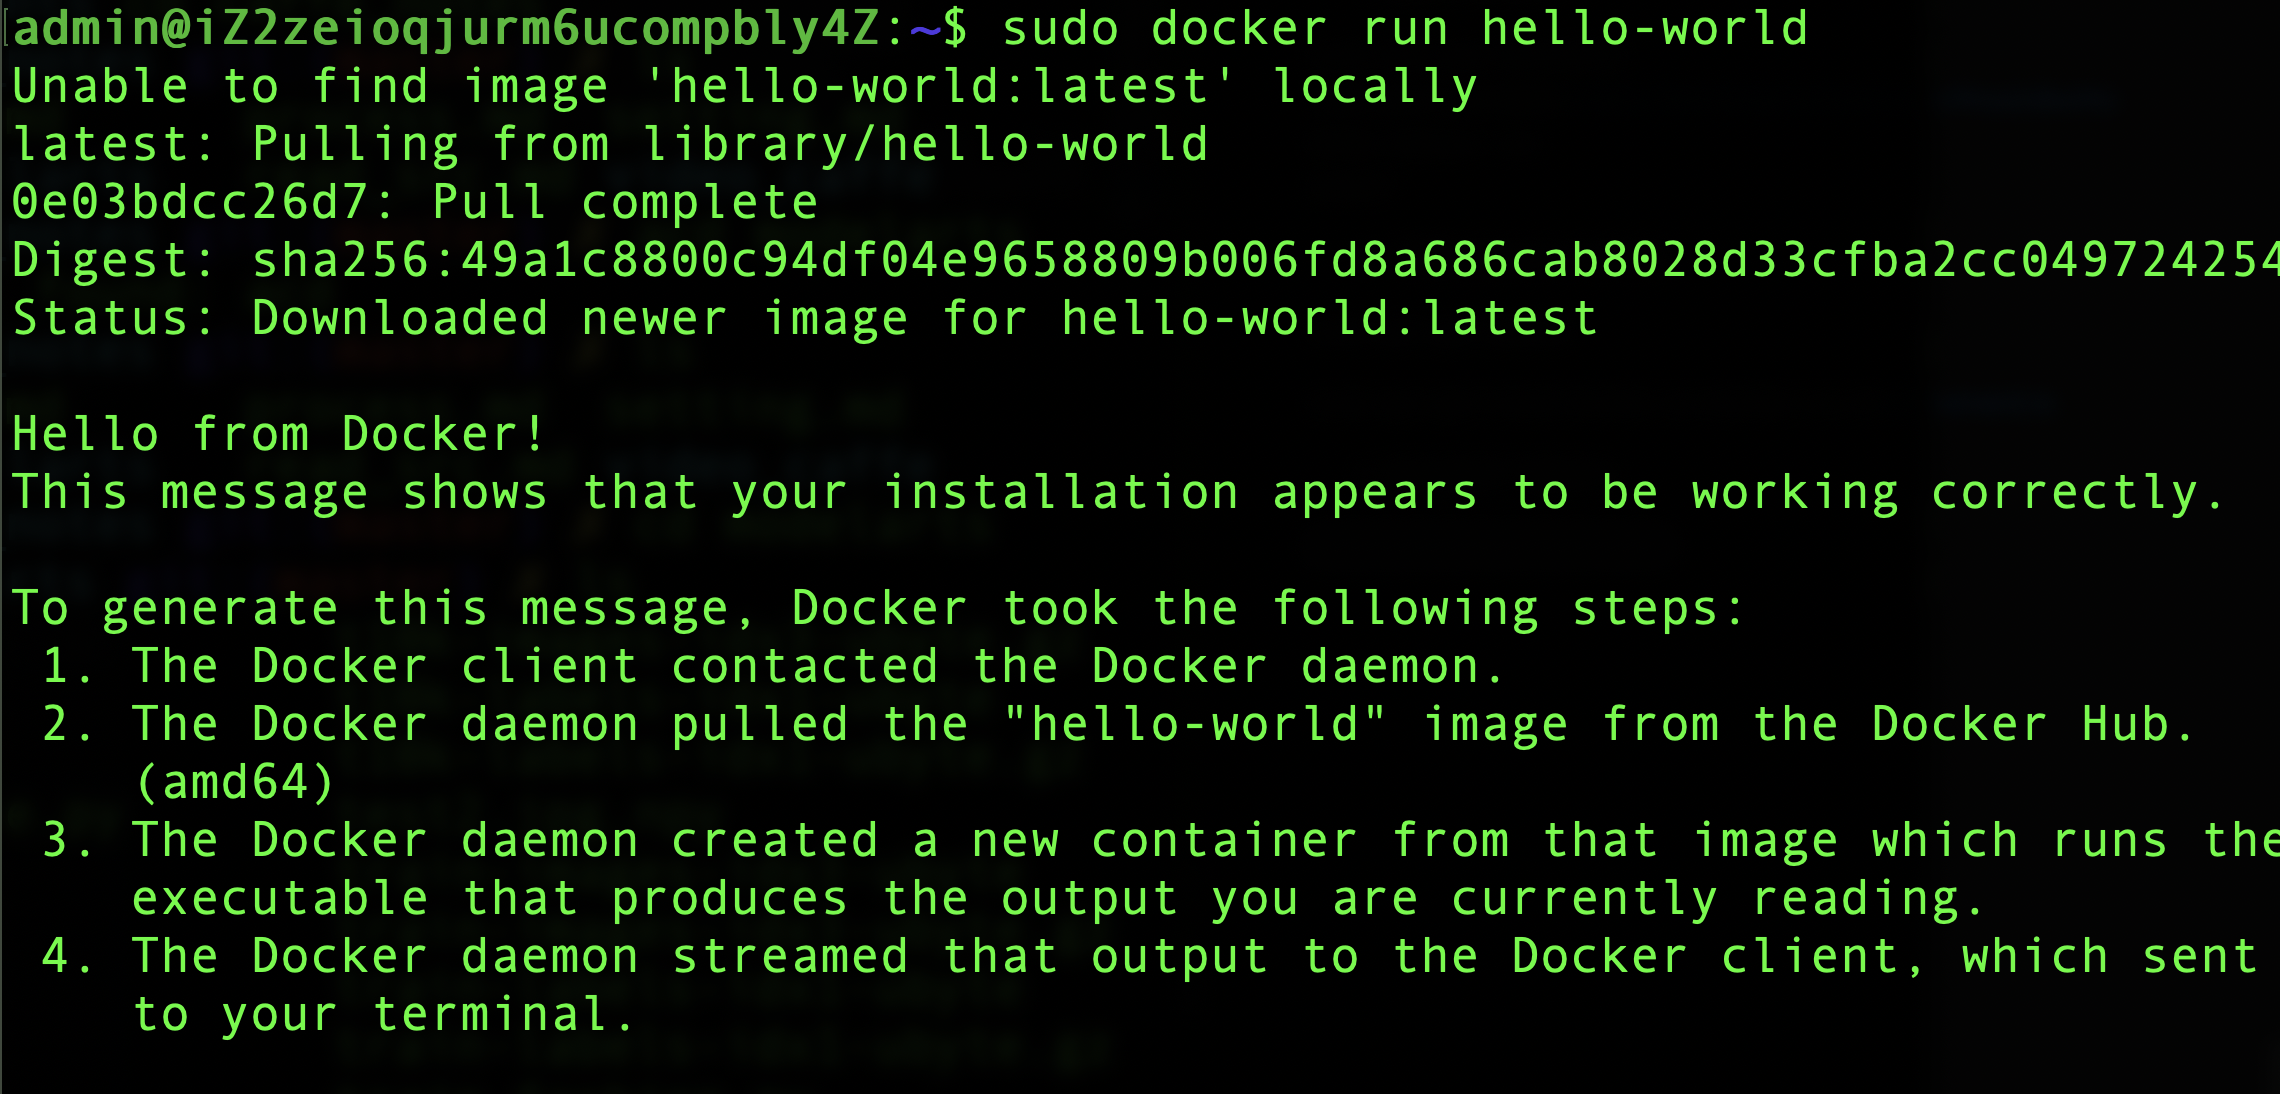 admin@iZ2zeioqjurm6ucompbly4Z:~$ sudo docker run hello-world
Unable to find image 'hello-world:latest' locally
latest: Pulling from library/hello-world
0e03bdcc26d7: Pull complete
Digest: sha256:49a1c8800c94df04e9658809b006fd8a686cab8028d33cfba2cc049724254
Status: Downloaded newer image for hello-world:latest

Hello from Docker!
This message shows that your installation appears to be working correctly.

To generate this message, Docker took the following steps:
 1. The Docker client contacted the Docker daemon.
 2. The Docker daemon pulled the "hello-world" image from the Docker Hub.
    (amd64)
 3. The Docker daemon created a new container from that image which runs the
    executable that produces the output you are currently reading.
 4. The Docker daemon streamed that output to the Docker client, which sent
    to your terminal.